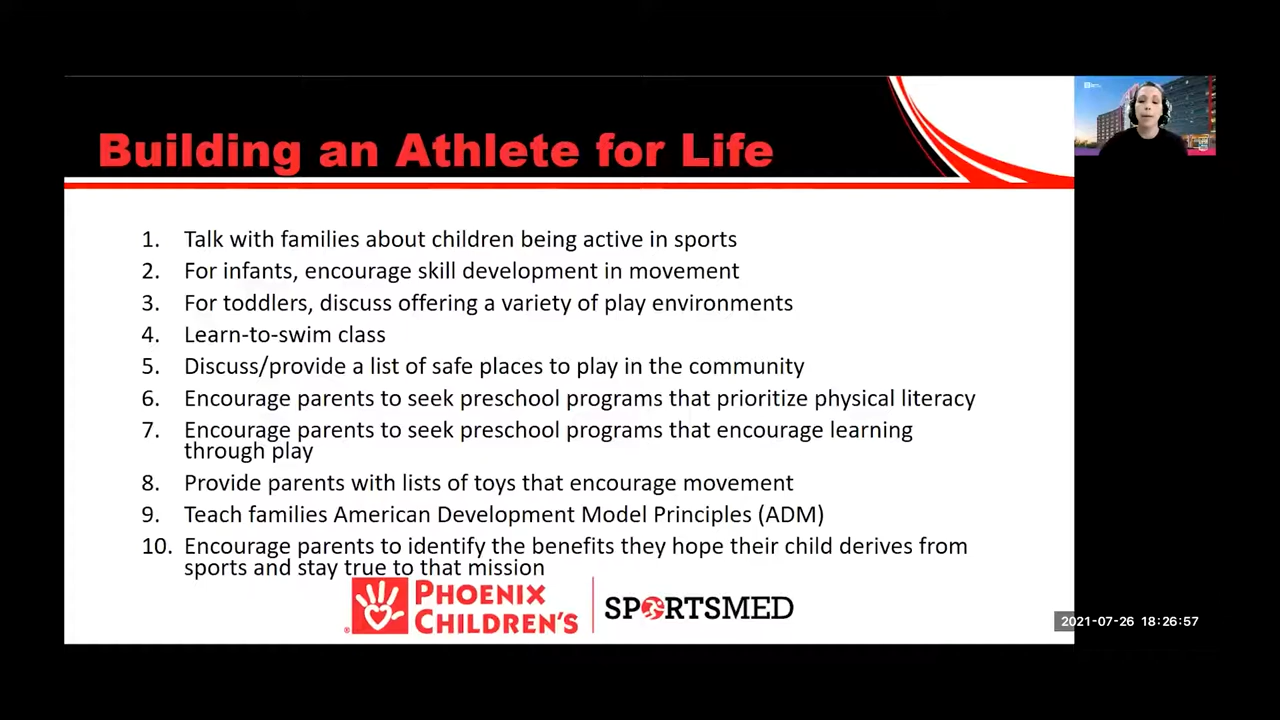 Building an Athlete for Life
1. Talk with families about children being active in sports
2. For infants, encourage skill development in movement
3. For toddlers, discuss offering a variety of play environments
4. Learn-to-swim class
5. Discuss/provide a list of safe places to play in the community
6. Encourage parents to seek preschool programs that prioritize physical literacy
7. Encourage parents to seek preschool programs that encourage learning
through play
8. Provide parents with lists of toys that encourage movement
9. Teach families American Development Model Principles (ADM)
10. Encourage parents to identify the benefits they hope their child derives from
sports and stay true to that mission
PHOENIX
CHILDREN'S
SPORTSMED
2021-07-26 18:26:57